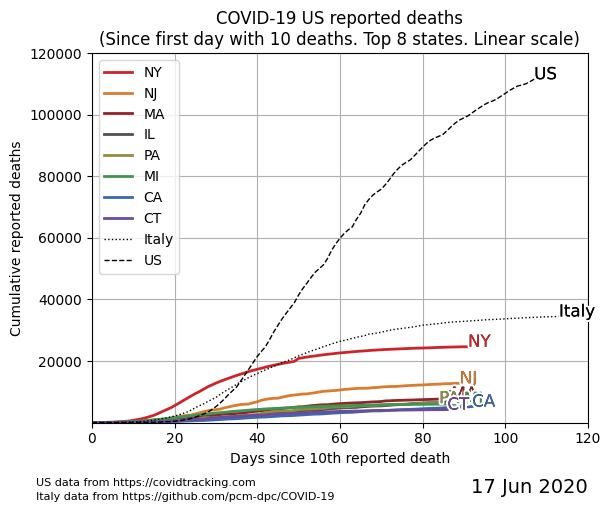 COVID-19 US reported deaths
(Since first day with 10 deaths. Top 8 states. Linear scale)
120000
100000
80000
60000
40000
20000
Cumulative reported deaths
NY
NJ
MA
IL
PA
MI
CA
CT
Italy
US
US
Italy
NY
NJ
CA
CT
0
20
40
60
80
100
120
Days since 10th reported death
US data from https://covidtracking.com
Italy data from https://github.com/pcm-dpc/COVID-19
17 Jun 2020